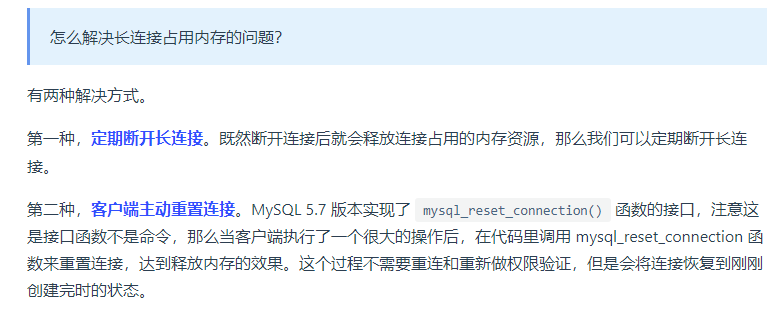 怎么解决长连接占用内存的问题？
有两种解决方式。
第一种，定期断开长连接。既然断开连接后就会释放连接占用的内存资源，那么我们可以定期断开长连
接。
第二种，客户端主动重置连接。MySQL 5.7 版本实现了 mysql_reset_connection() 函数的接口，注意这
是接口函数不是命令，那么当客户端执行了一个很大的操作后，在代码里调用 mysql_reset_connection 函
数来重置连接，达到释放内存的效果。这个过程不需要重连和重新做权限验证，但是会将连接恢复到刚刚
创建完时的状态。